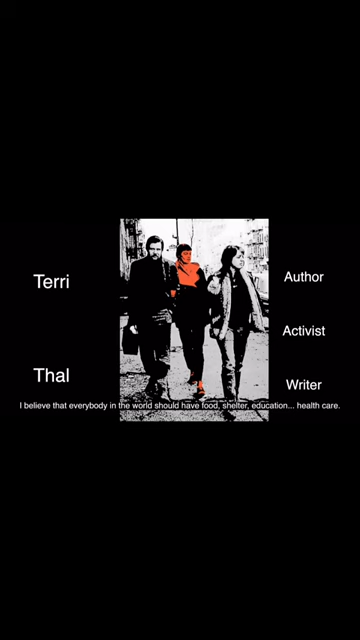 Terri
Thal
Author
Activist
Writer
I believe that everybody in the world should have food, shelter, education... health care.